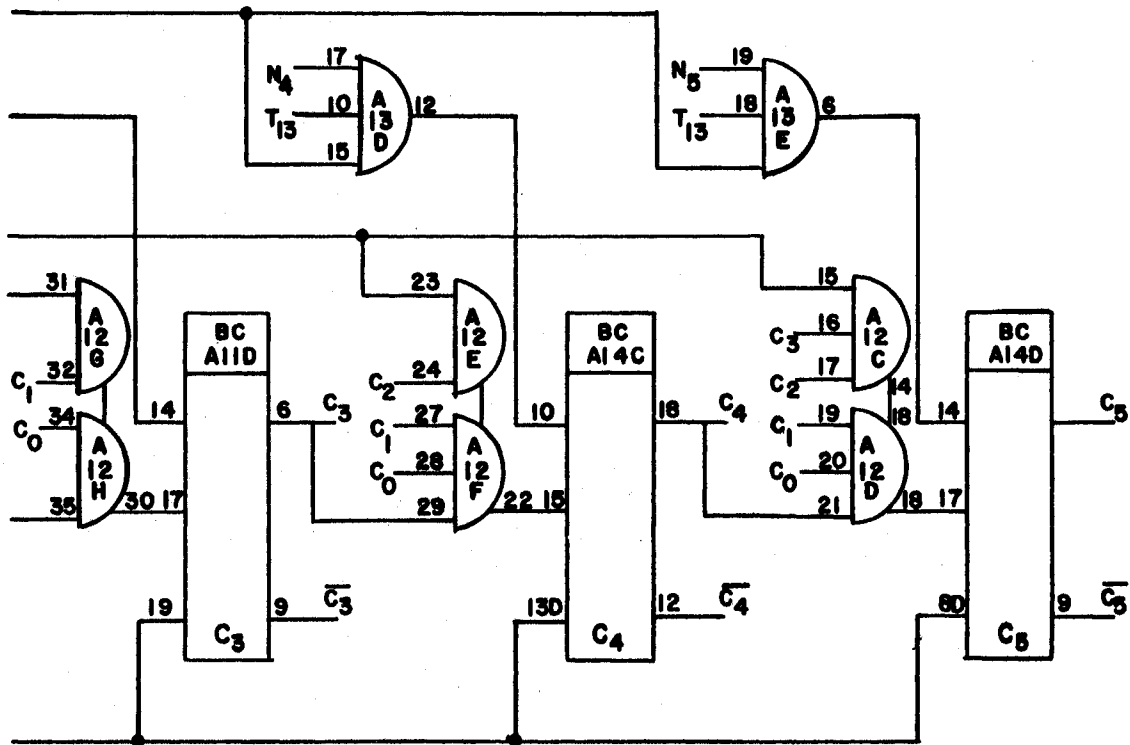 17
N4
10
T13
15
A
13
D
12
19
N5
18
T13
A
13
E
6
31
32
C1
A
12
G
34
C0
35
A
12
H
30 17
14
BC
A11D
6
C3
19
9
C̅3
C3
23
24
C2
A
12
E
27
C1
28
C0
29
A
12
F
22 15
10
BC
A14C
18
C4
13D
12
C̅4
C4
15
16
C3
17
C2
A
12
C
14
18
19
C1
20
C0
21
A
12
D
18 17
14
BC
A14D
C5
8D
9
C̅5
C5